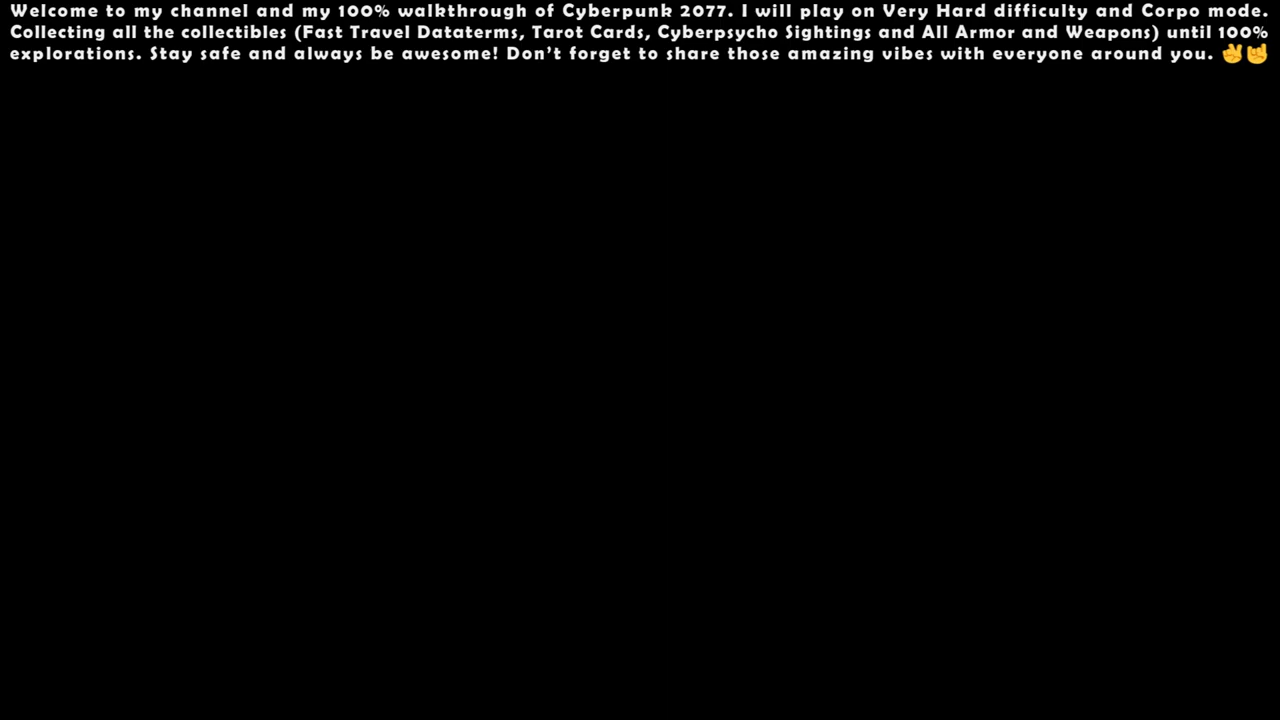 Welcome to my channel and my 100% walkthrough of Cyberpunk 2077. I will play on Very Hard difficulty and Corpo mode.
Collecting all the collectibles (Fast Travel Dataterms, Tarot Cards, Cyberpsycho Sightings and All Armor and Weapons) until 100%
explorations. Stay safe and always be awesome! Don’t forget to share those amazing vibes with everyone around you. ✌️🤘